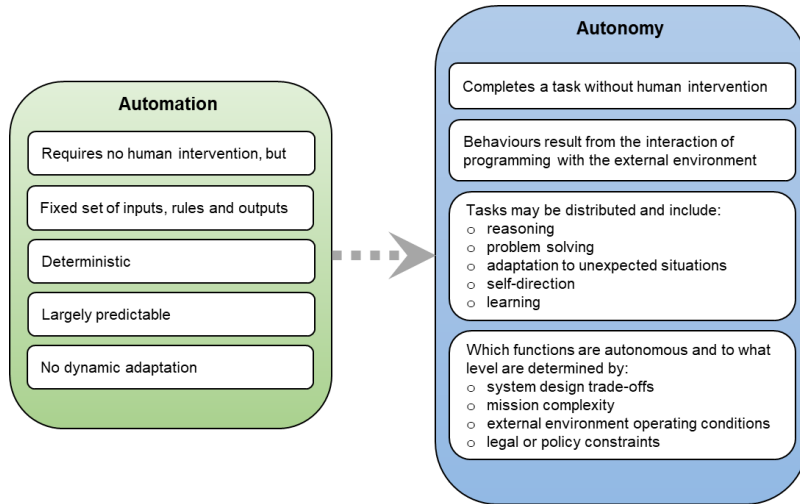 Automation
Requires no human intervention, but
Fixed set of inputs, rules and outputs
Deterministic
Largely predictable
No dynamic adaptation
Autonomy
Completes a task without human intervention
Behaviours result from the interaction of
programming with the external environment
Tasks may be distributed and include:
o reasoning
o problem solving
o adaptation to unexpected situations
o self-direction
o learning
Which functions are autonomous and to what
level are determined by:
o system design trade-offs
o mission complexity
o external environment operating conditions
o legal or policy constraints